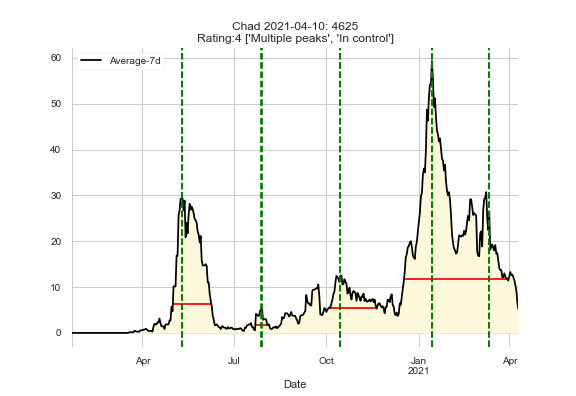 Chad 2021-04-10: 4625
Rating:4 ['Multiple peaks', 'In control']
Average-7d
60
50
40
30
20
10
0
Apr
Jul
Oct
Jan
2021
Apr
Date